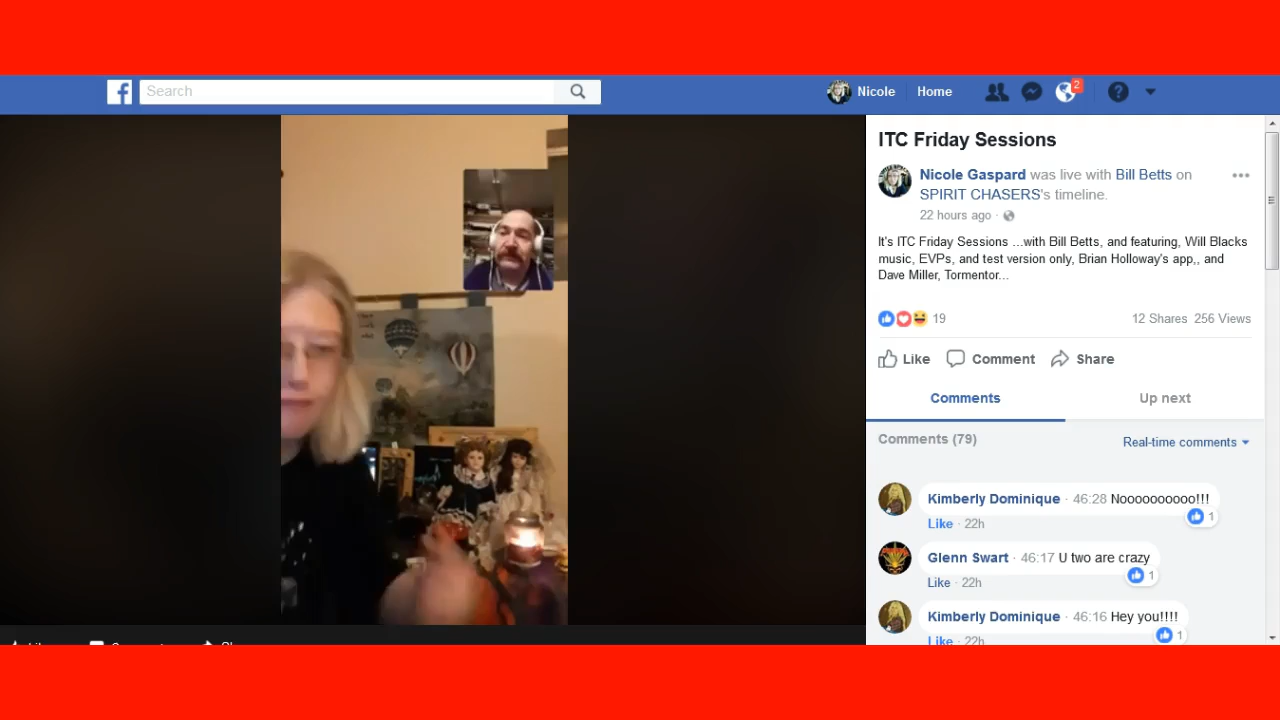 Search
Nicole
Home
2
ITC Friday Sessions
Nicole Gaspard was live with Bill Betts on
SPIRIT CHASERS's timeline.
22 hours ago ·
It's ITC Friday Sessions ...with Bill Betts, and featuring, Will Blacks
music, EVPs, and test version only, Brian Holloway's app,, and
Dave Miller, Tormentor...
19
12 Shares 256 Views
Like
Comment
Share
Comments
Up next
Comments (79)
Real-time comments
Kimberly Dominique · 46:28 Noooooooooo!!!
1
Like · 22h
Glenn Swart · 46:17 U two are crazy
1
Like · 22h
Kimberly Dominique · 46:16 Hey you!!!!
1
Like · 22h